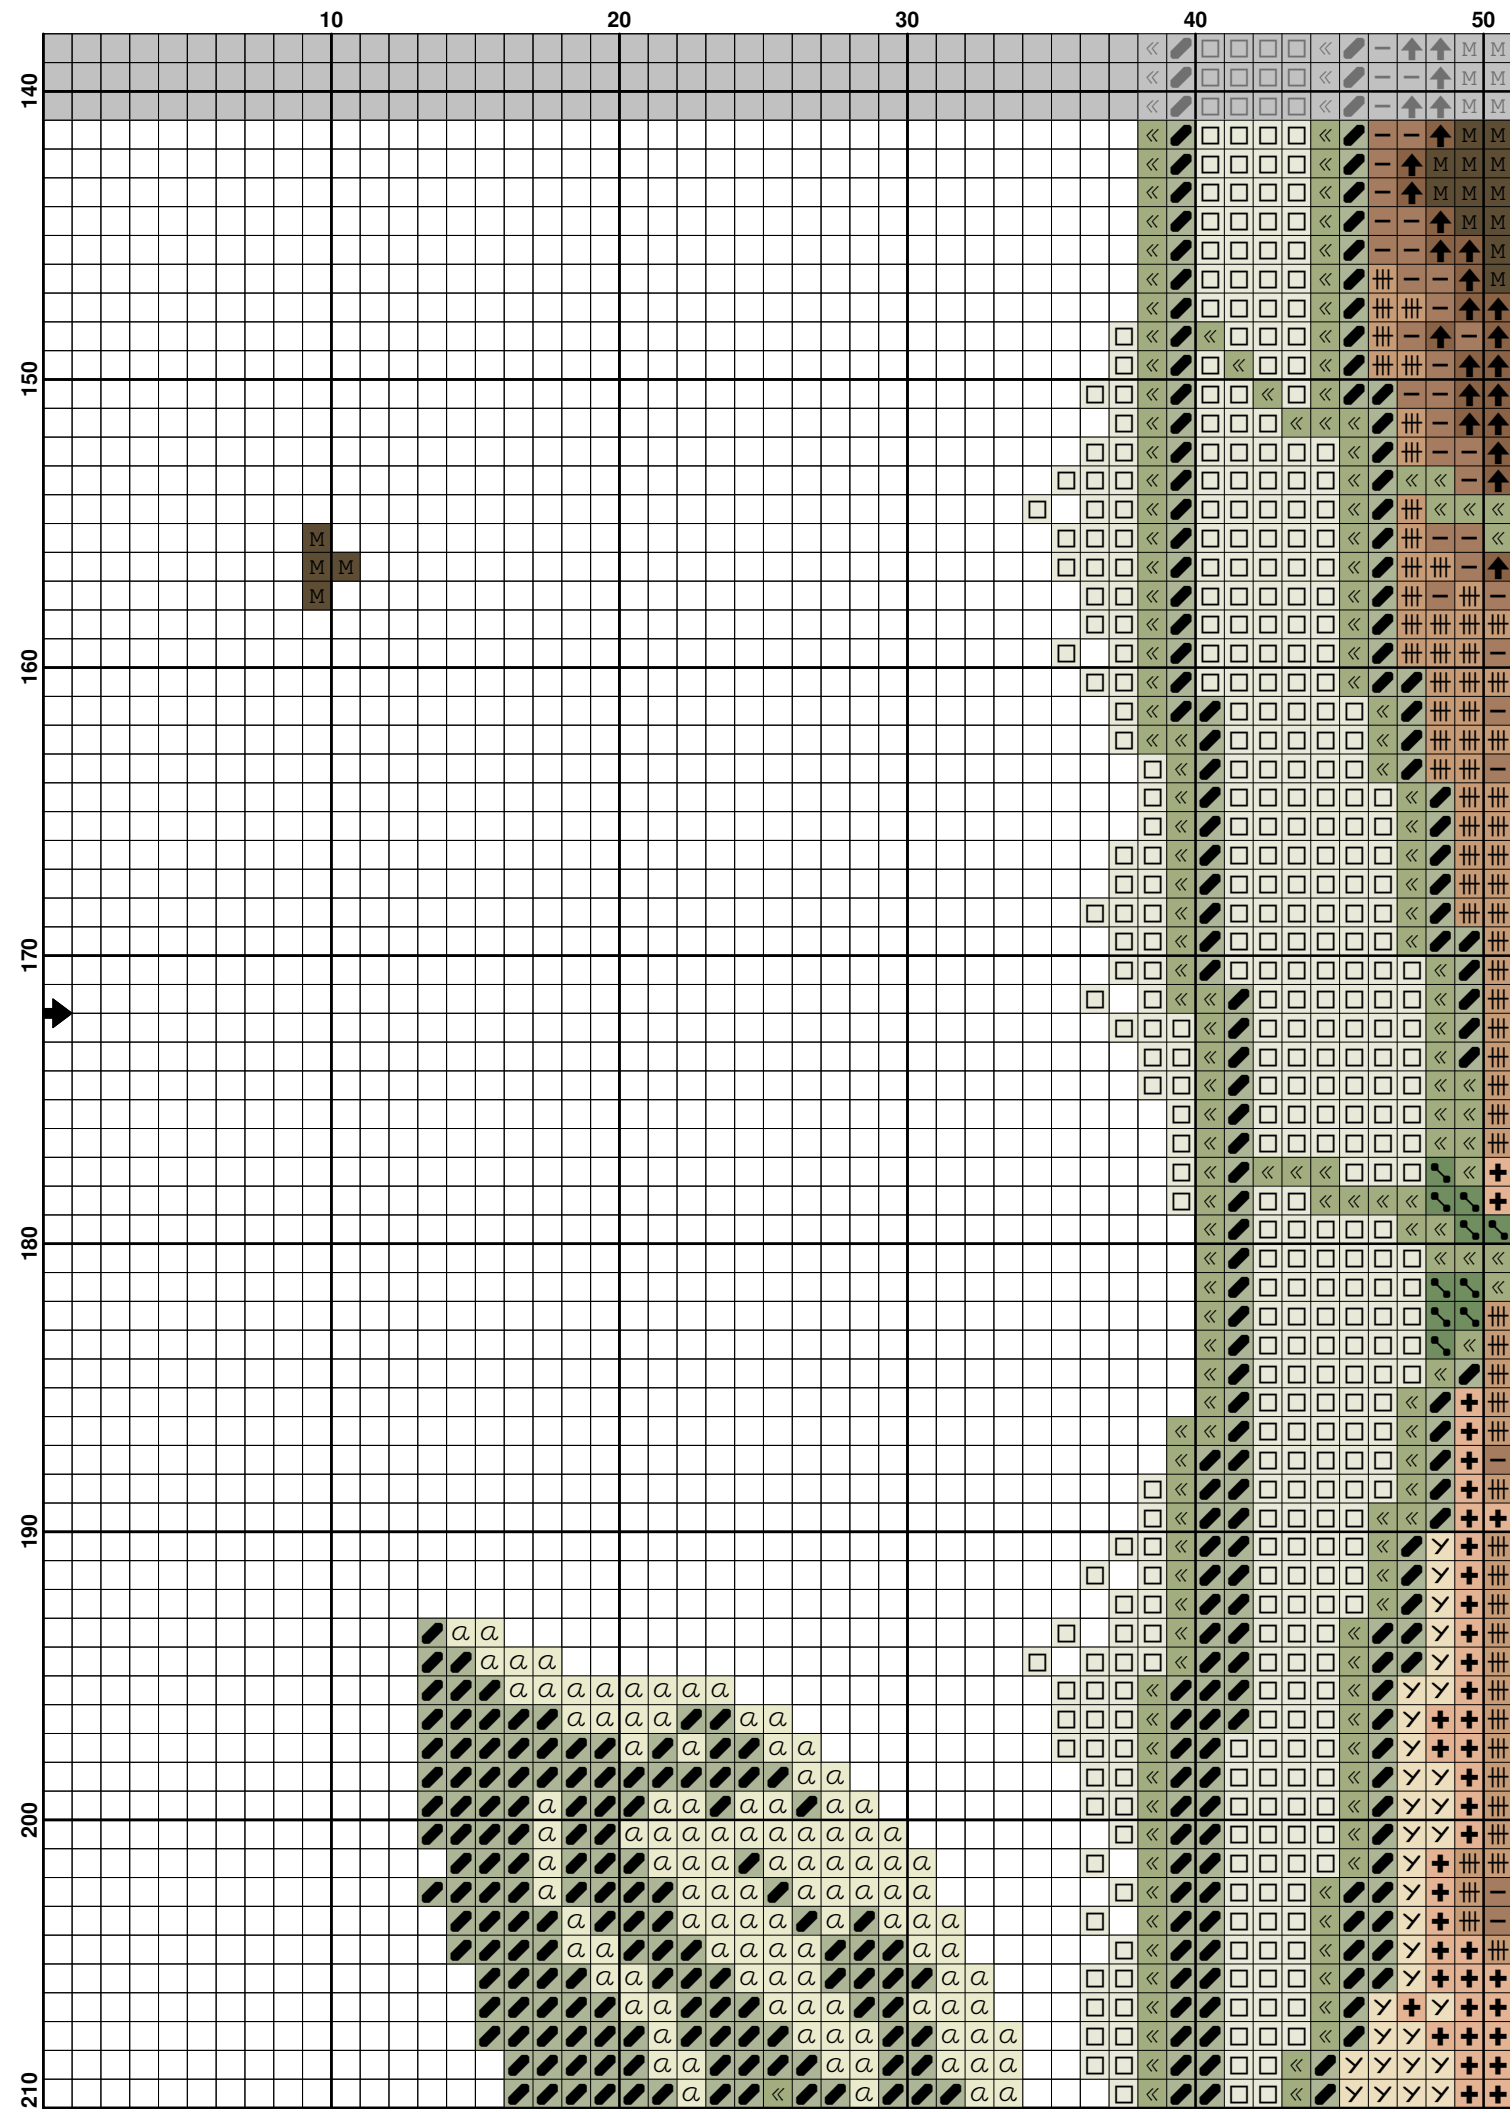 10 20 30 40 50
M M
140 M M
M M
M M
M M M
M M M
M M
M
M
150
M
M M
M
160
170
180
190
Y
Y
Y
a a Y
a a a Y
a a a a a a a a Y Y
a a a a a a Y
a a a a Y
a a Y Y
200 a a a a a a a Y Y
a a a a a a a a a a a Y Y
a a a a a a a a a a Y
a a a a a a a a a Y
a a a a a a a a a Y
a a a a a a a a Y
a a a a a a a Y
a a a a a a a a Y Y
a a a a a a a Y Y
210 a a a a a a a Y Y Y Y
a a a a Y Y Y Y